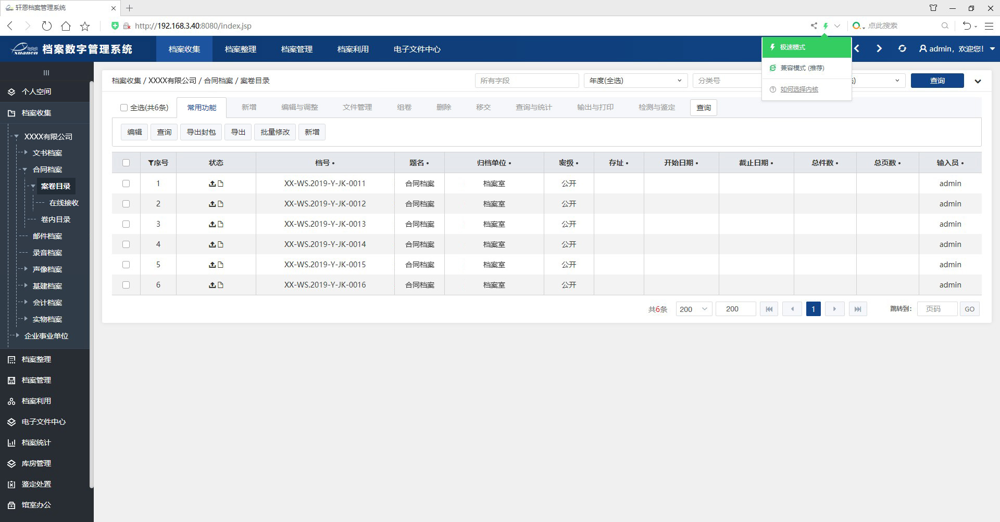 轩恩档案管理系统
http://192.168.3.40:8080/index.jsp
点此搜索
xuanen 档案数字管理系统
档案收集 档案整理 档案管理 档案利用 电子文件中心
admin，欢迎您!
极速模式
兼容模式 (推荐)
如何选择内核
个人空间
档案收集
XXXX有限公司
文书档案
合同档案
案卷目录
在线接收
卷内目录
邮件档案
录音档案
声像档案
基建档案
会计档案
实物档案
企业事业单位
档案整理
档案管理
档案利用
电子文件中心
档案统计
库房管理
鉴定处置
馆室办公
档案收集 / XXXX有限公司 / 合同档案 / 案卷目录
所有字段 年度(全选) 分类号 查询
全选(共6条) 常用功能 新增 编辑与调整 文件管理 组卷 删除 移交 查询与统计 输出与打印 检测与鉴定 查询
编辑 查询 导出封包 导出 批量修改 新增
序号 状态 档号 题名 归档单位 密级 存址 开始日期 截止日期 总件数 总页数 输入员
1 XX-WS.2019-Y-JK-0011 合同档案 档案室 公开 admin
2 XX-WS.2019-Y-JK-0012 合同档案 档案室 公开 admin
3 XX-WS.2019-Y-JK-0013 合同档案 档案室 公开 admin
4 XX-WS.2019-Y-JK-0014 合同档案 档案室 公开 admin
5 XX-WS.2019-Y-JK-0015 合同档案 档案室 公开 admin
6 XX-WS.2019-Y-JK-0016 合同档案 档案室 公开 admin
共6条 200 200 1 跳转到: 页码 GO